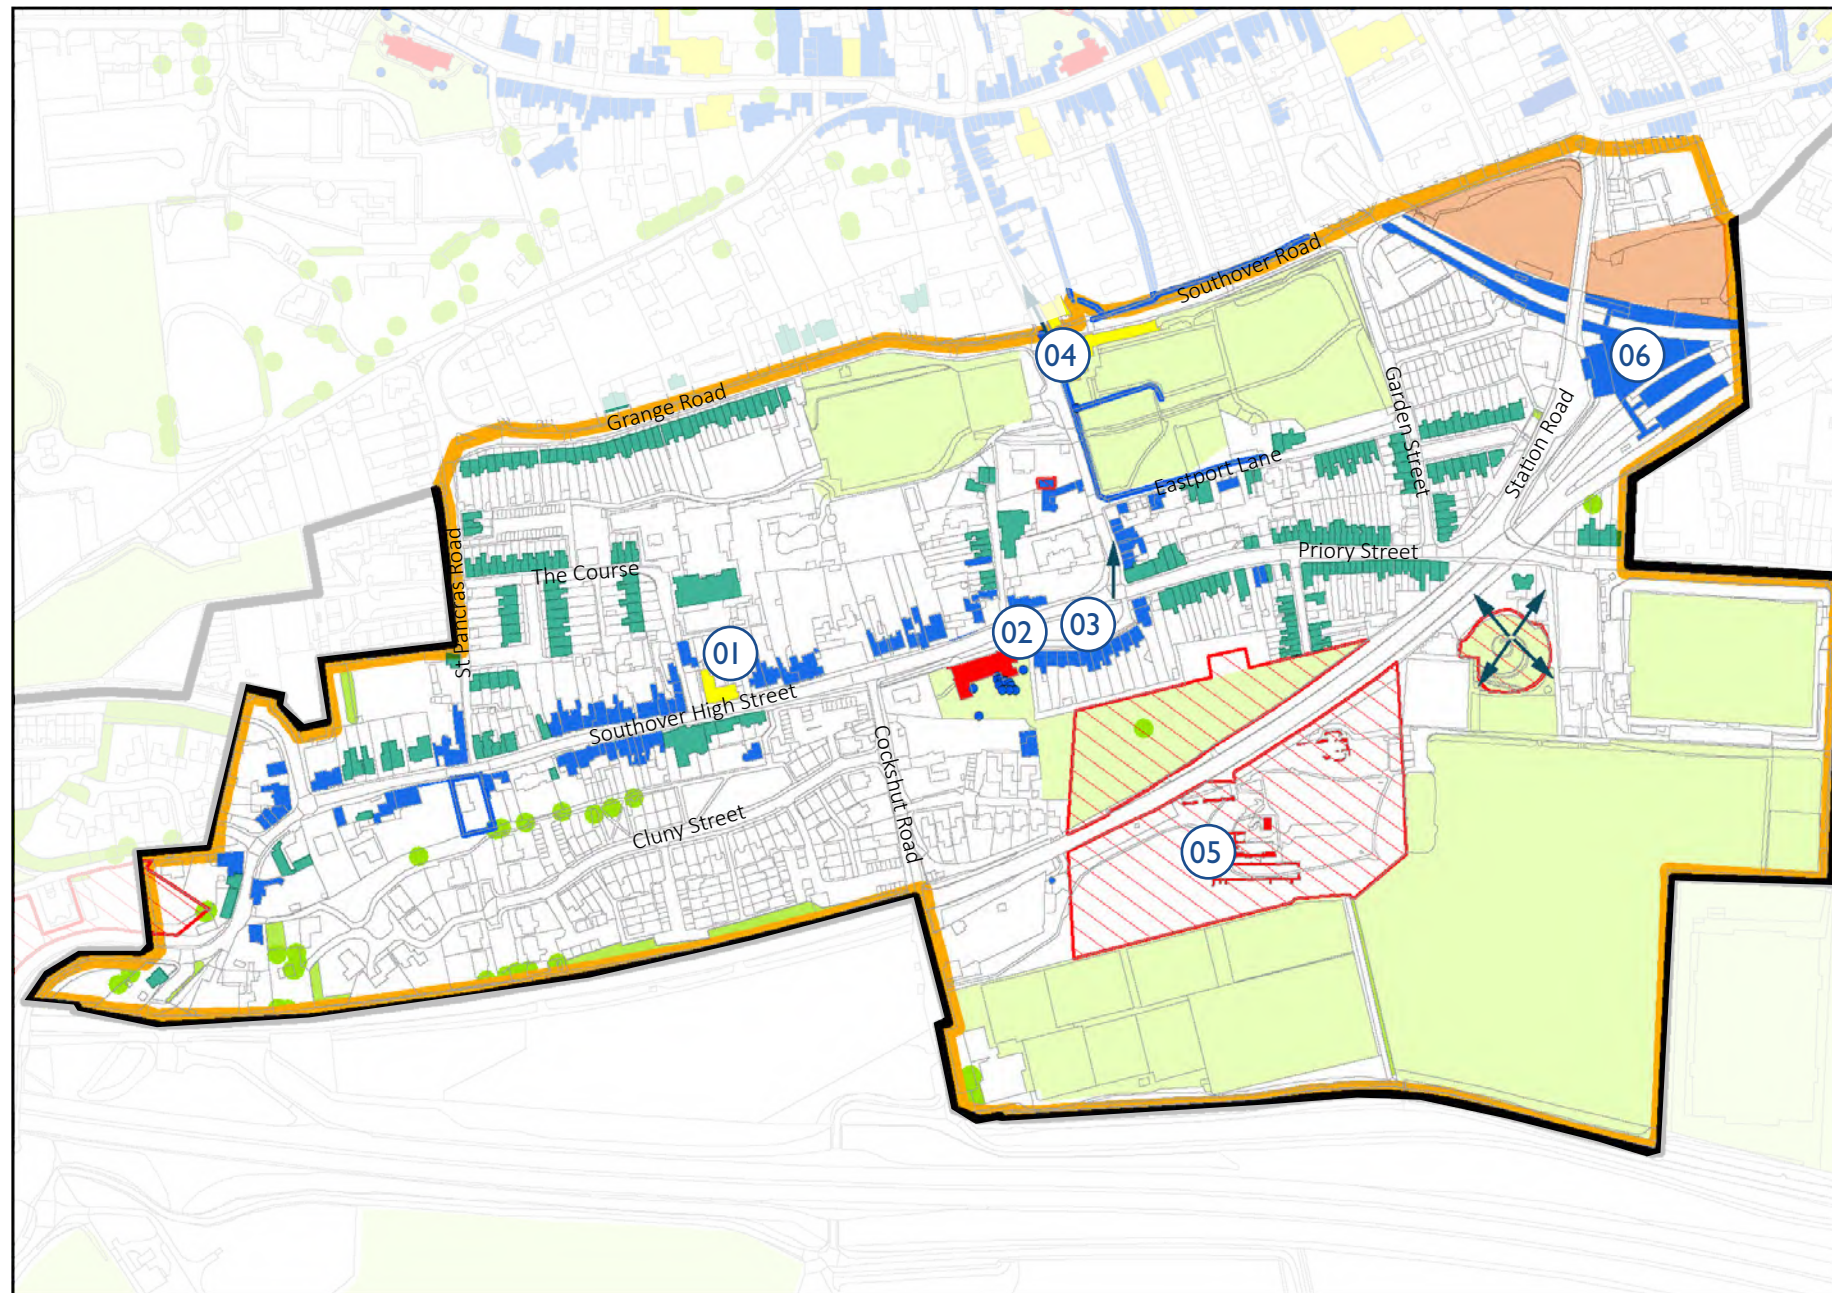 Southover Road
04
06
Grange Road
Garden Street
Station Road
Eastport Lane
Priory Street
St Pancras Road
The Course
01
02
03
Southover High Street
Cockshut Road
Cluny Street
05